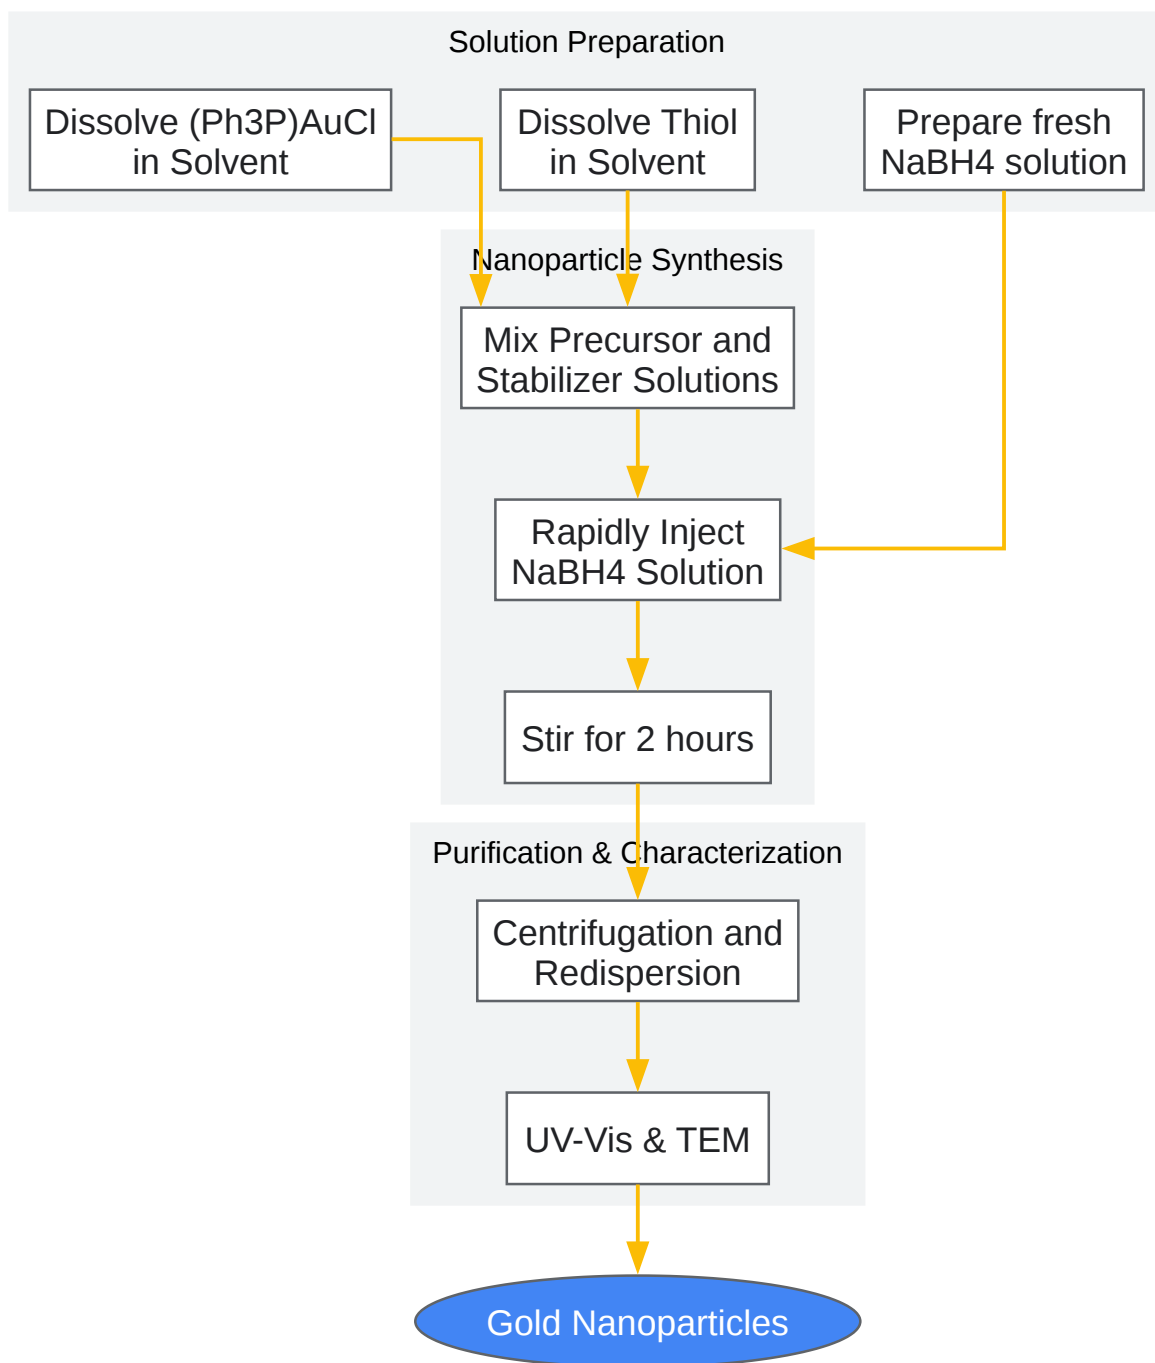 Solution Preparation
Dissolve (Ph3P)AuCl
in Solvent
Dissolve Thiol
in Solvent
Prepare fresh
NaBH4 solution
Nanoparticle Synthesis
Mix Precursor and
Stabilizer Solutions
Rapidly Inject
NaBH4 Solution
Stir for 2 hours
Purification & Characterization
Centrifugation and
Redispersion
UV-Vis & TEM
Gold Nanoparticles